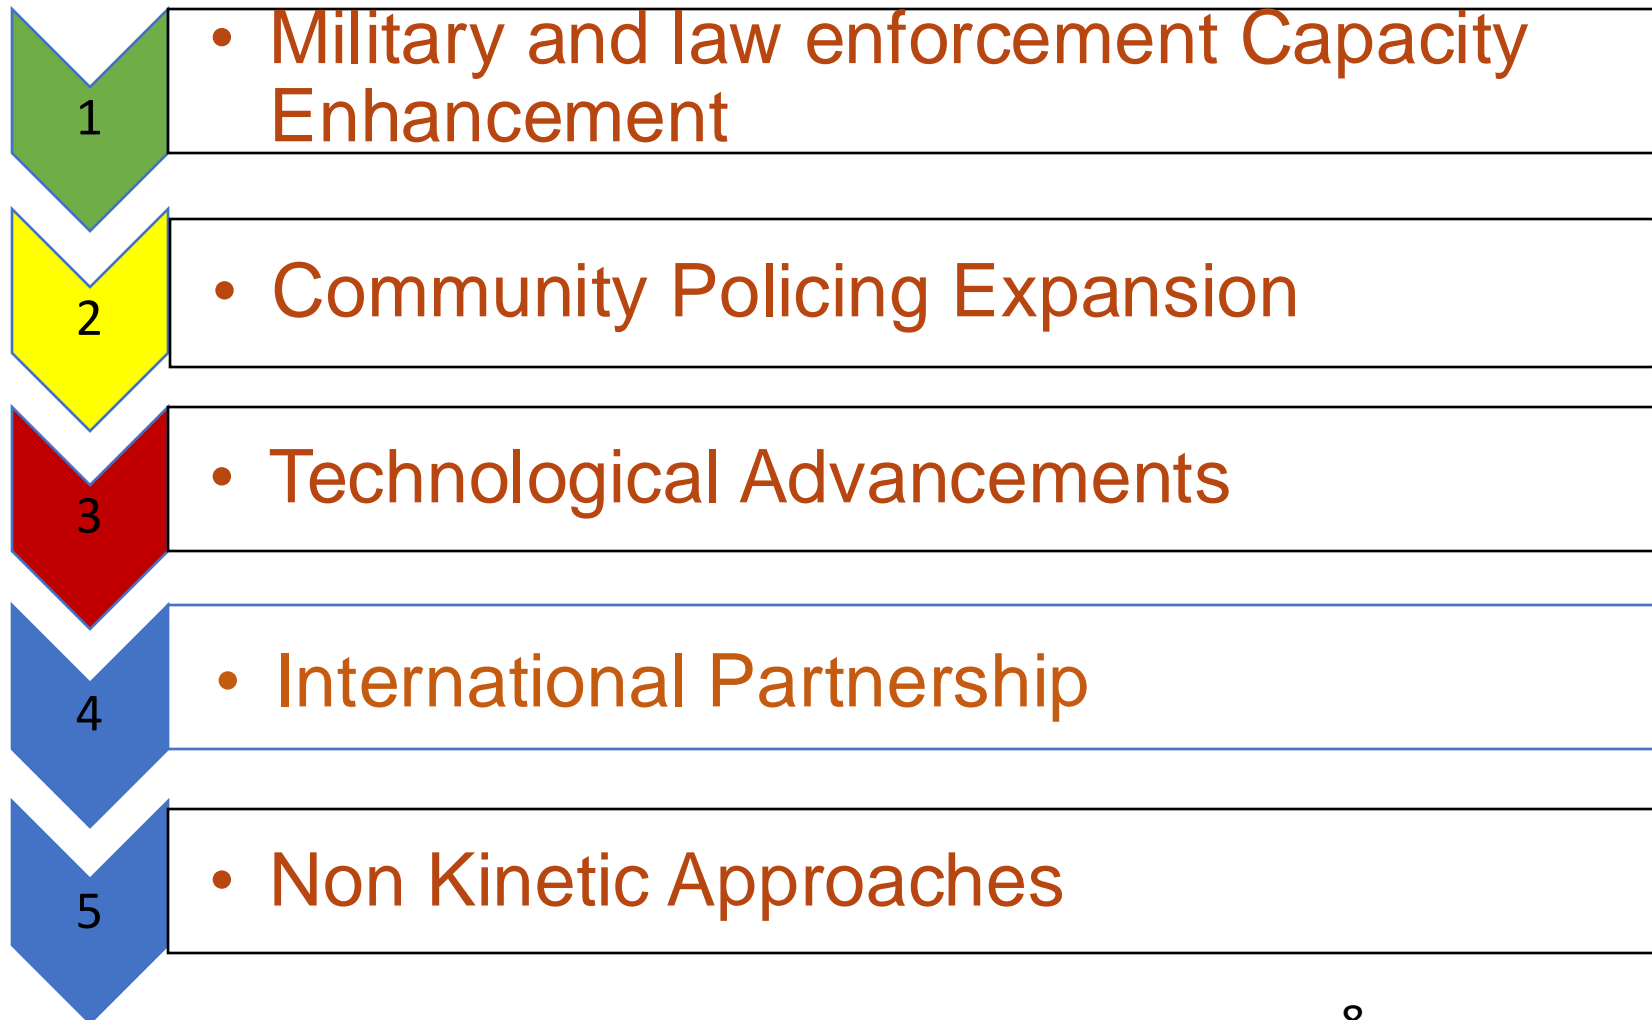 1
• Military and law enforcement Capacity
Enhancement
2
• Community Policing Expansion
3
• Technological Advancements
4
• International Partnership
5
• Non Kinetic Approaches
8